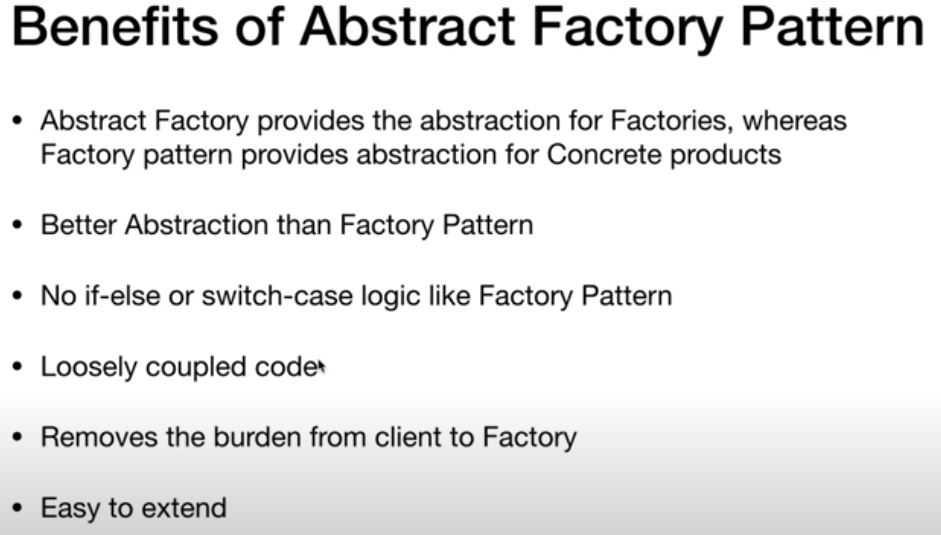 Benefits of Abstract Factory Pattern
• Abstract Factory provides the abstraction for Factories, whereas
Factory pattern provides abstraction for Concrete products
• Better Abstraction than Factory Pattern
• No if-else or switch-case logic like Factory Pattern
• Loosely coupled code
• Removes the burden from client to Factory
• Easy to extend